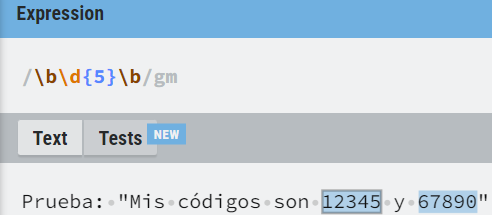 Expression
/\b\d{5}\b/gm
Text Tests NEW
Prueba: "Mis códigos son 12345 y 67890"